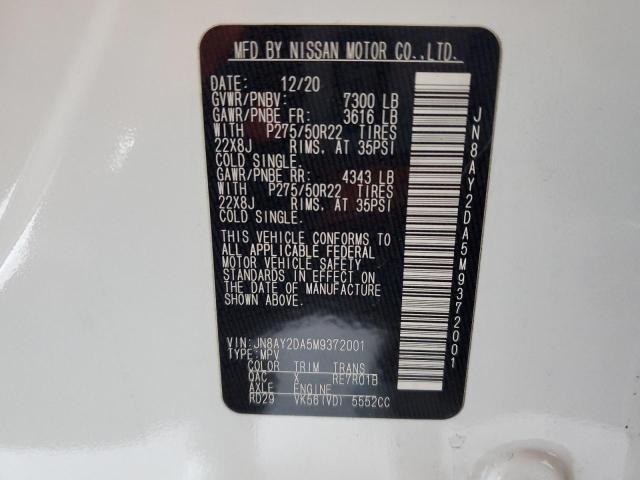 MFD BY NISSAN MOTOR CO.,LTD.
DATE: 12/20
GVWR/PNBV: 7300 LB
GAWR/PNBE FR: 3616 LB
WITH P275/50R22 TIRES
22X8J RIMS, AT 35PSI
COLD SINGLE.
GAWR/PNBE RR: 4343 LB
WITH P275/50R22 TIRES
22X8J RIMS, AT 35PSI
COLD SINGLE.
THIS VEHICLE CONFORMS TO
ALL APPLICABLE FEDERAL
MOTOR VEHICLE SAFETY
STANDARDS IN EFFECT ON
THE DATE OF MANUFACTURE
SHOWN ABOVE.
VIN: JN8AY2DA5M9372001
TYPE: MPV
COLOR TRIM TRANS
QAC X RE7R01B
AXLE ENGINE
RD29 VK56(VD) 5552CC
JN8AY2DA5M9372001